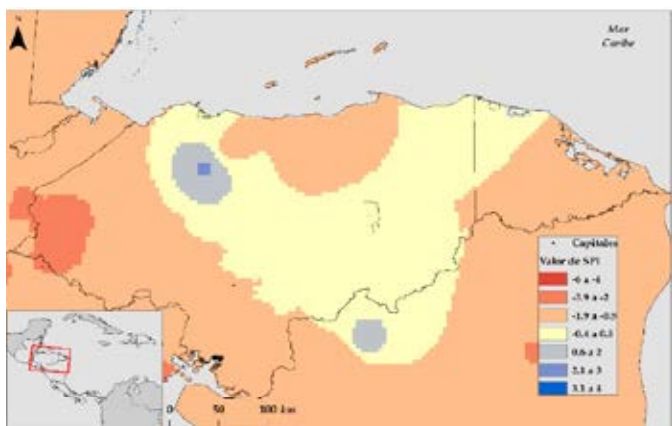 N
Mar
Caribe
Capitales
Valor de SPI
-6 a -4
-3.9 a -2
-1.9 a -0.5
-0.4 a 0.5
0.6 a 2
2.1 a 3
3.1 a 4
0 50 100 km